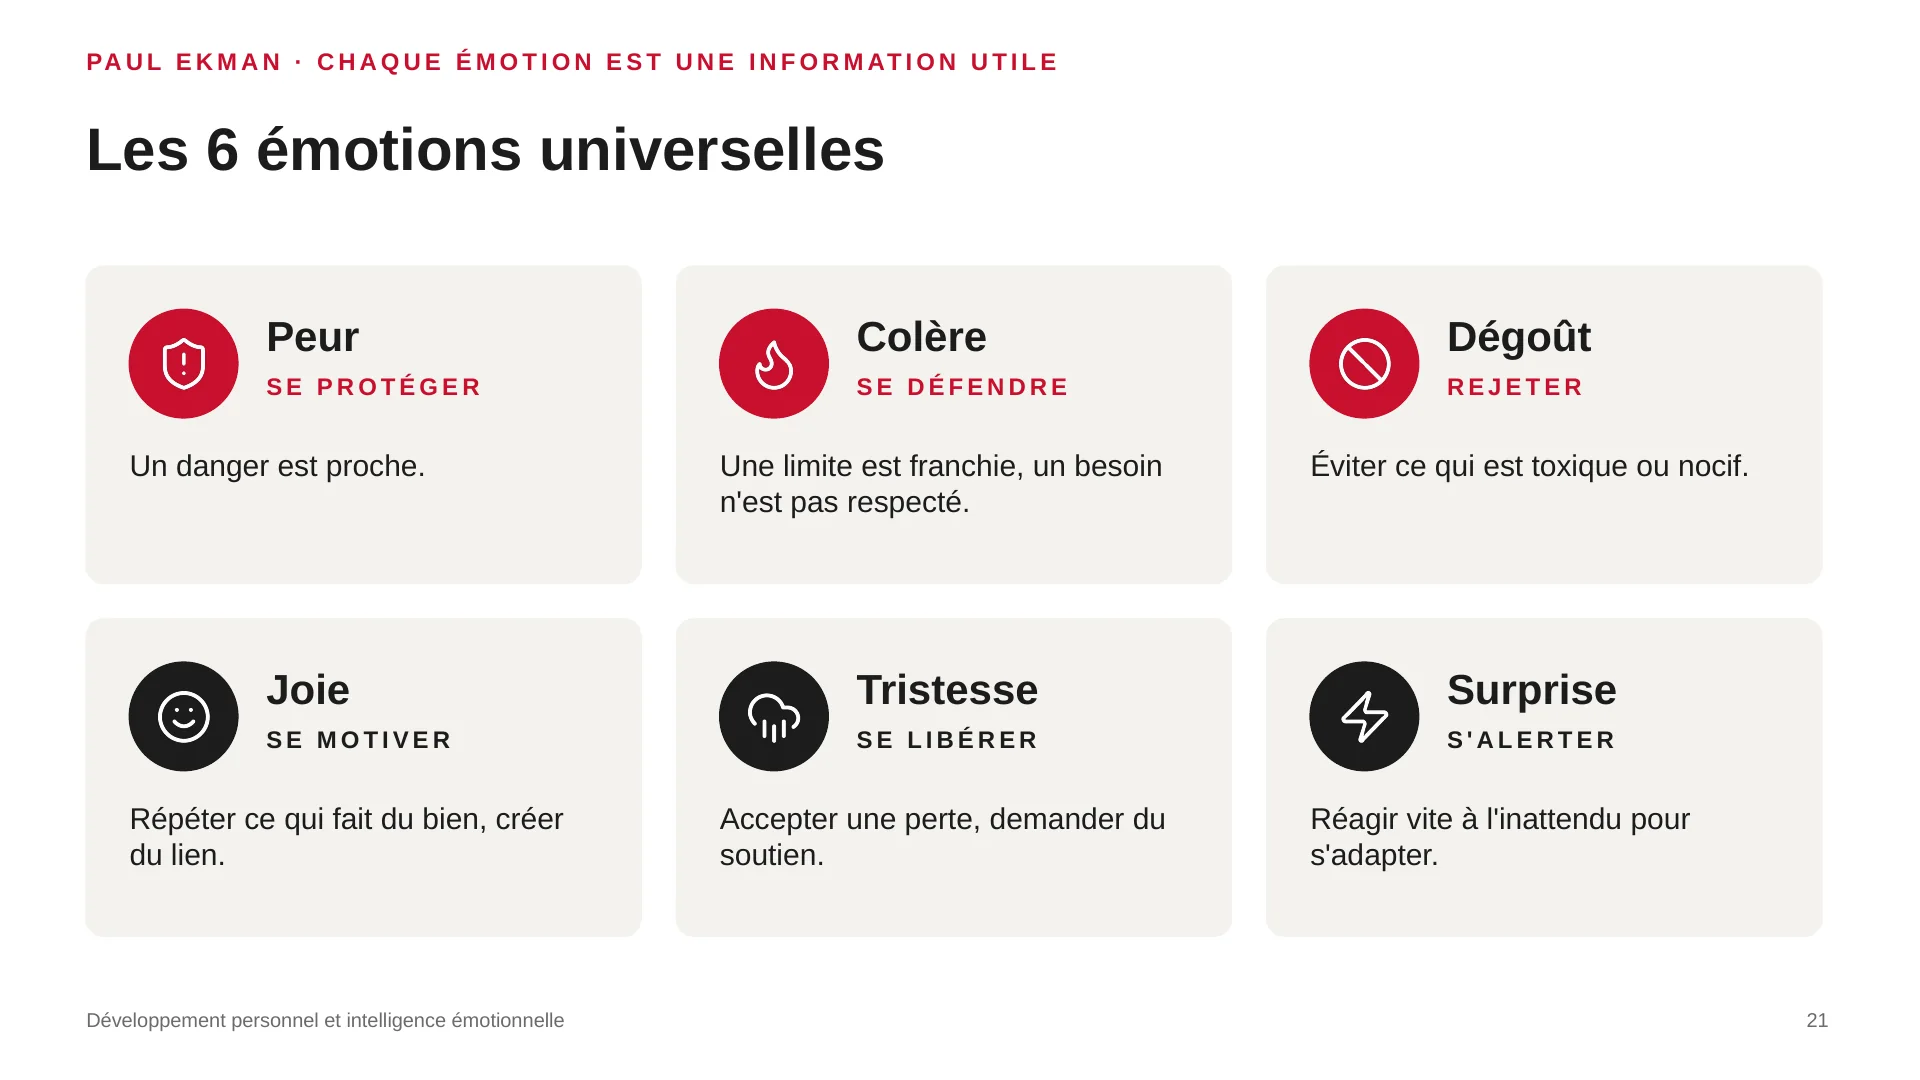 PAUL EKMAN · CHAQUE ÉMOTION EST UNE INFORMATION UTILE
Les 6 émotions universelles
Peur
SE PROTÉGER
Un danger est proche.
Colère
SE DÉFENDRE
Une limite est franchie, un besoin
n'est pas respecté.
Dégoût
REJETER
Éviter ce qui est toxique ou nocif.
Joie
SE MOTIVER
Répéter ce qui fait du bien, créer
du lien.
Tristesse
SE LIBÉRER
Accepter une perte, demander du
soutien.
Surprise
S'ALERTER
Réagir vite à l'inattendu pour
s'adapter.
Développement personnel et intelligence émotionnelle
21